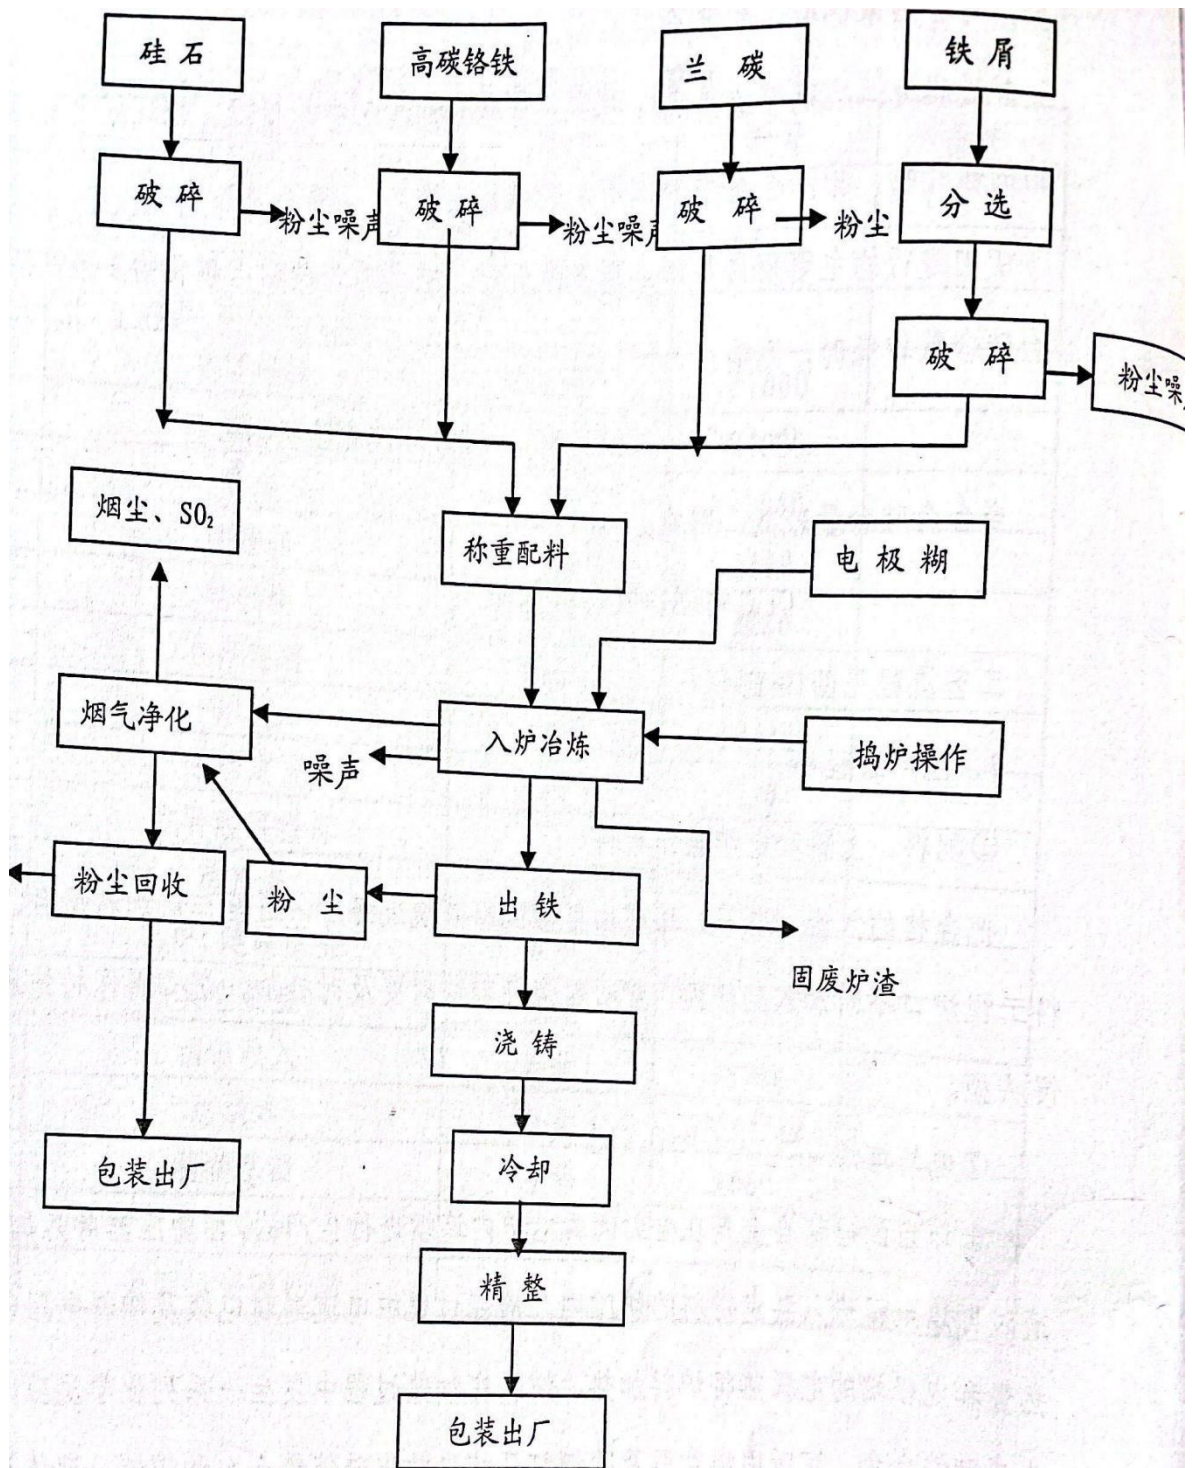 硅石
高碳铬铁
兰碳
铁屑
破碎
粉尘噪声
破碎
粉尘噪声
破碎
粉尘
分选
破碎
粉尘噪
烟尘、SO₂
称重配料
电极糊
烟气净化
入炉冶炼
噪声
捣炉操作
粉尘回收
粉尘
出铁
固废炉渣
浇铸
包装出厂
冷却
精整
包装出厂